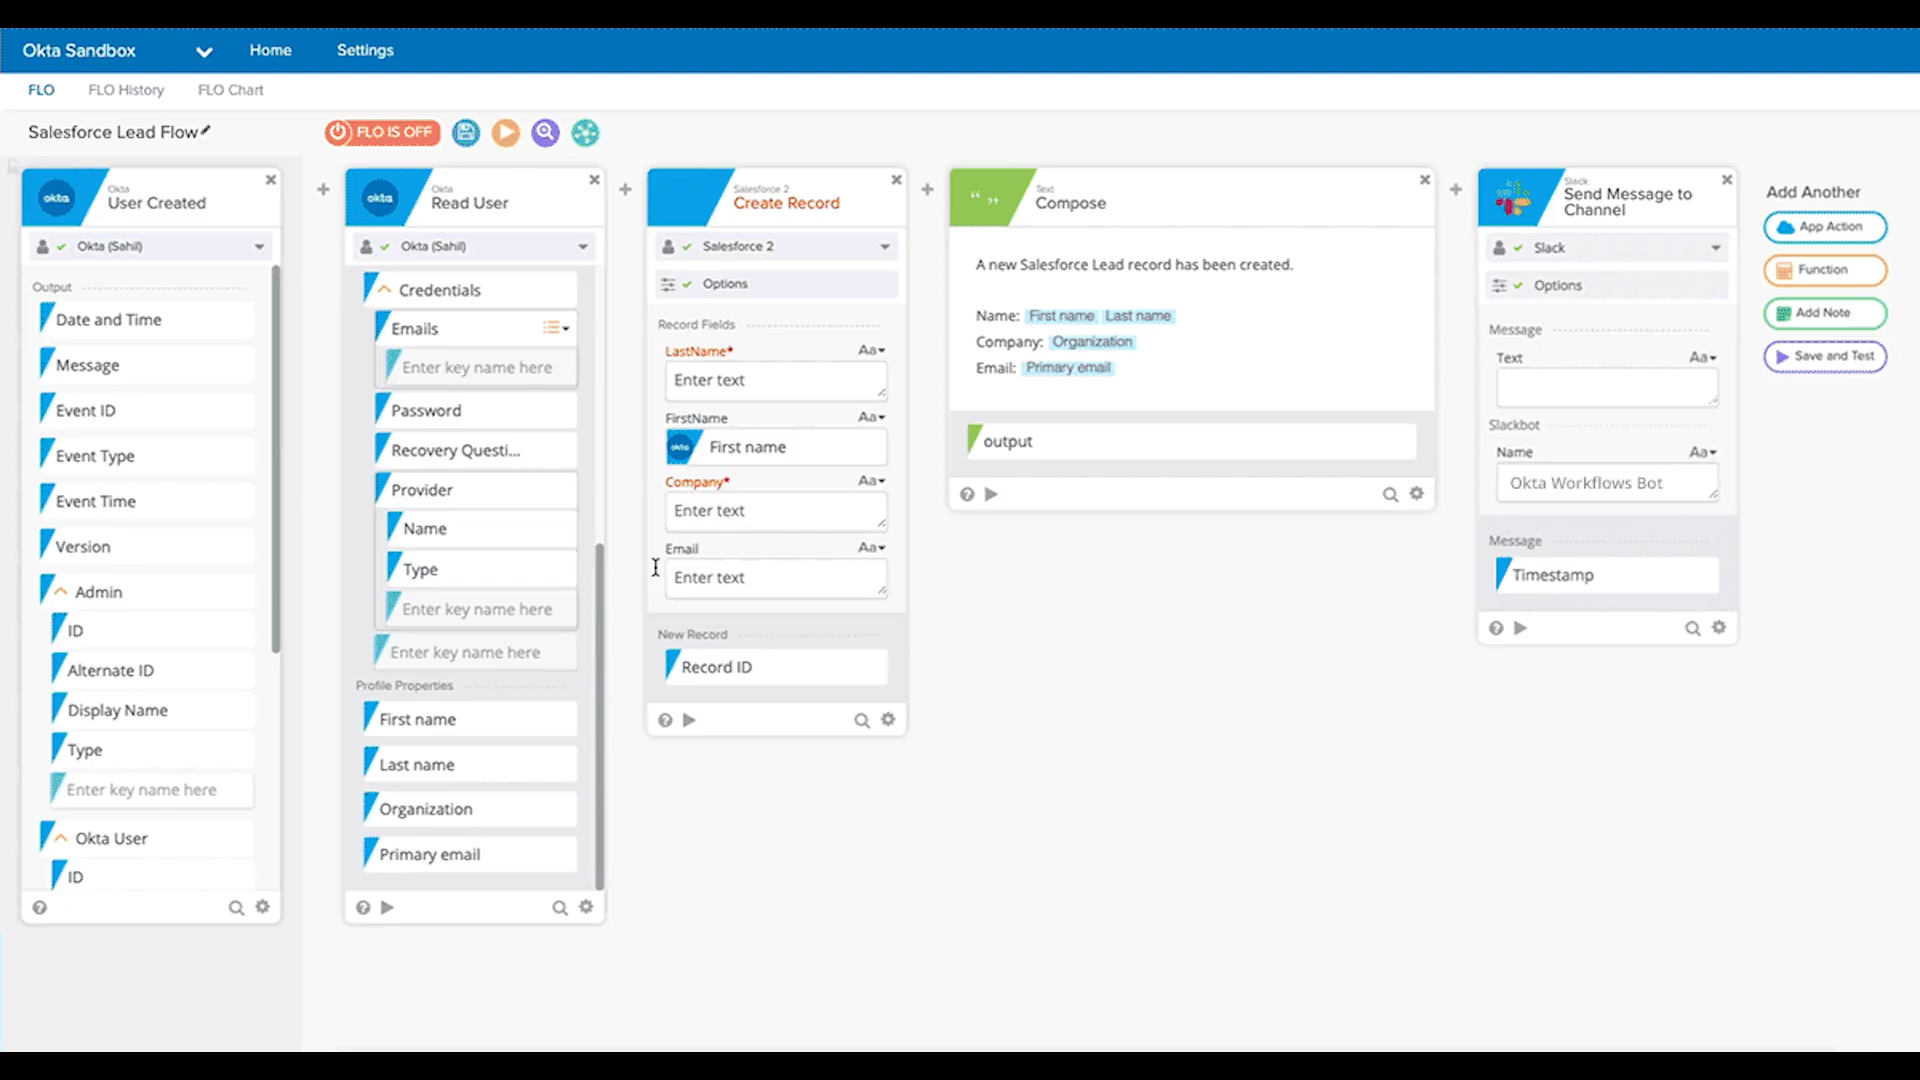 Okta Sandbox
Home
Settings
FLO
FLO History
FLO Chart
Salesforce Lead Flow
FLO IS OFF
okta
Okta
User Created
Okta (Sahil)
Output
Date and Time
Message
Event ID
Event Type
Event Time
Version
Admin
ID
Alternate ID
Display Name
Type
Enter key name here
Okta User
ID
okta
Okta
Read User
Okta (Sahil)
Credentials
Emails
Enter key name here
Password
Recovery Questi...
Provider
Name
Type
Enter key name here
Enter key name here
Profile Properties
First name
Last name
Organization
Primary email
Salesforce 2
Create Record
Salesforce 2
Options
Record Fields
LastName* Aa
Enter text
FirstName Aa
okta First name
Company* Aa
Enter text
Email Aa
Enter text
New Record
Record ID
Text
Compose
A new Salesforce Lead record has been created.
Name: First name Last name
Company: Organization
Email: Primary email
output
Slack
Send Message to
Channel
Slack
Options
Message
Text Aa
Slackbot
Name Aa
Okta Workflows Bot
Message
Timestamp
Add Another
App Action
Function
Add Note
Save and Test